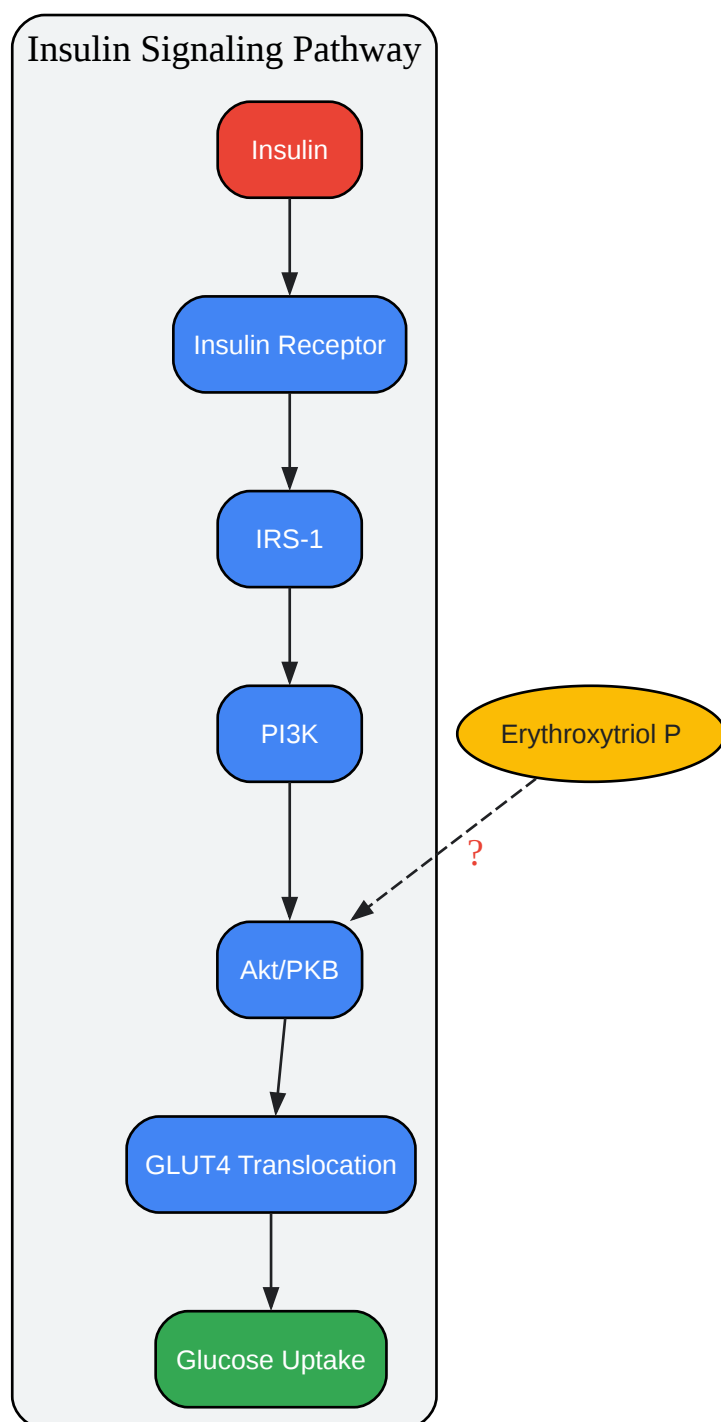 Insulin Signaling Pathway
Insulin
Insulin Receptor
IRS-1
PI3K
Erythroxytriol P
?
Akt/PKB
GLUT4 Translocation
Glucose Uptake